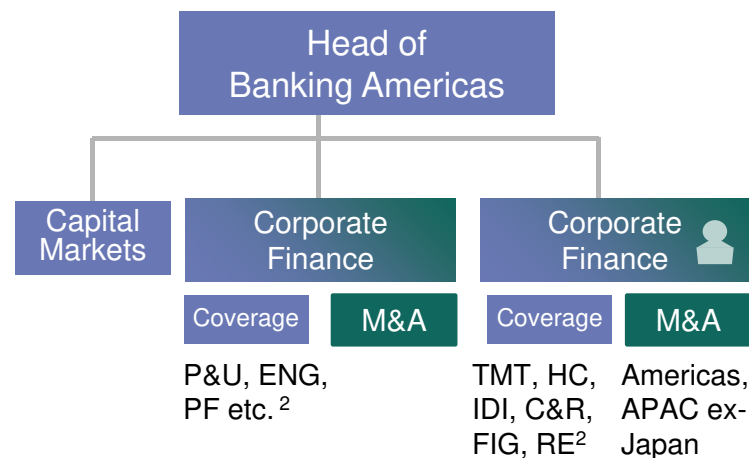 Head of
Banking Americas
Capital
Markets
Corporate
Finance
Corporate
Finance
Coverage
M&A
Coverage
M&A
P&U, ENG,
PF etc. 2
TMT, HC,
IDI, C&R,
FIG, RE2
Americas,
APAC ex-
Japan